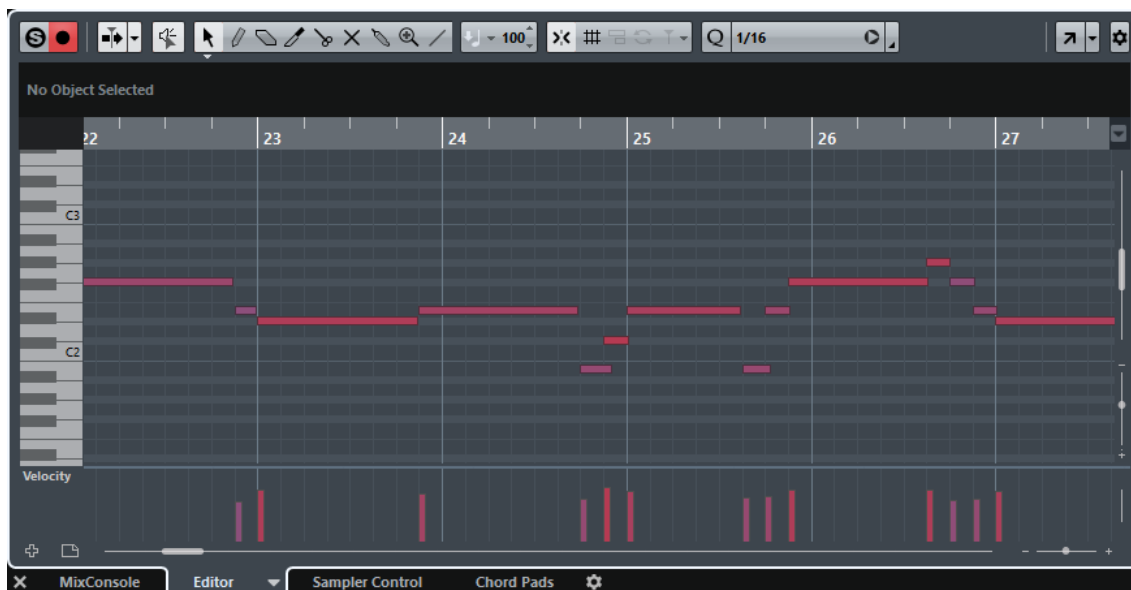 100 Q 1/16
No Object Selected
22 23 24 25 26 27
C3
C2
Velocity
MixConsole Editor Sampler Control Chord Pads